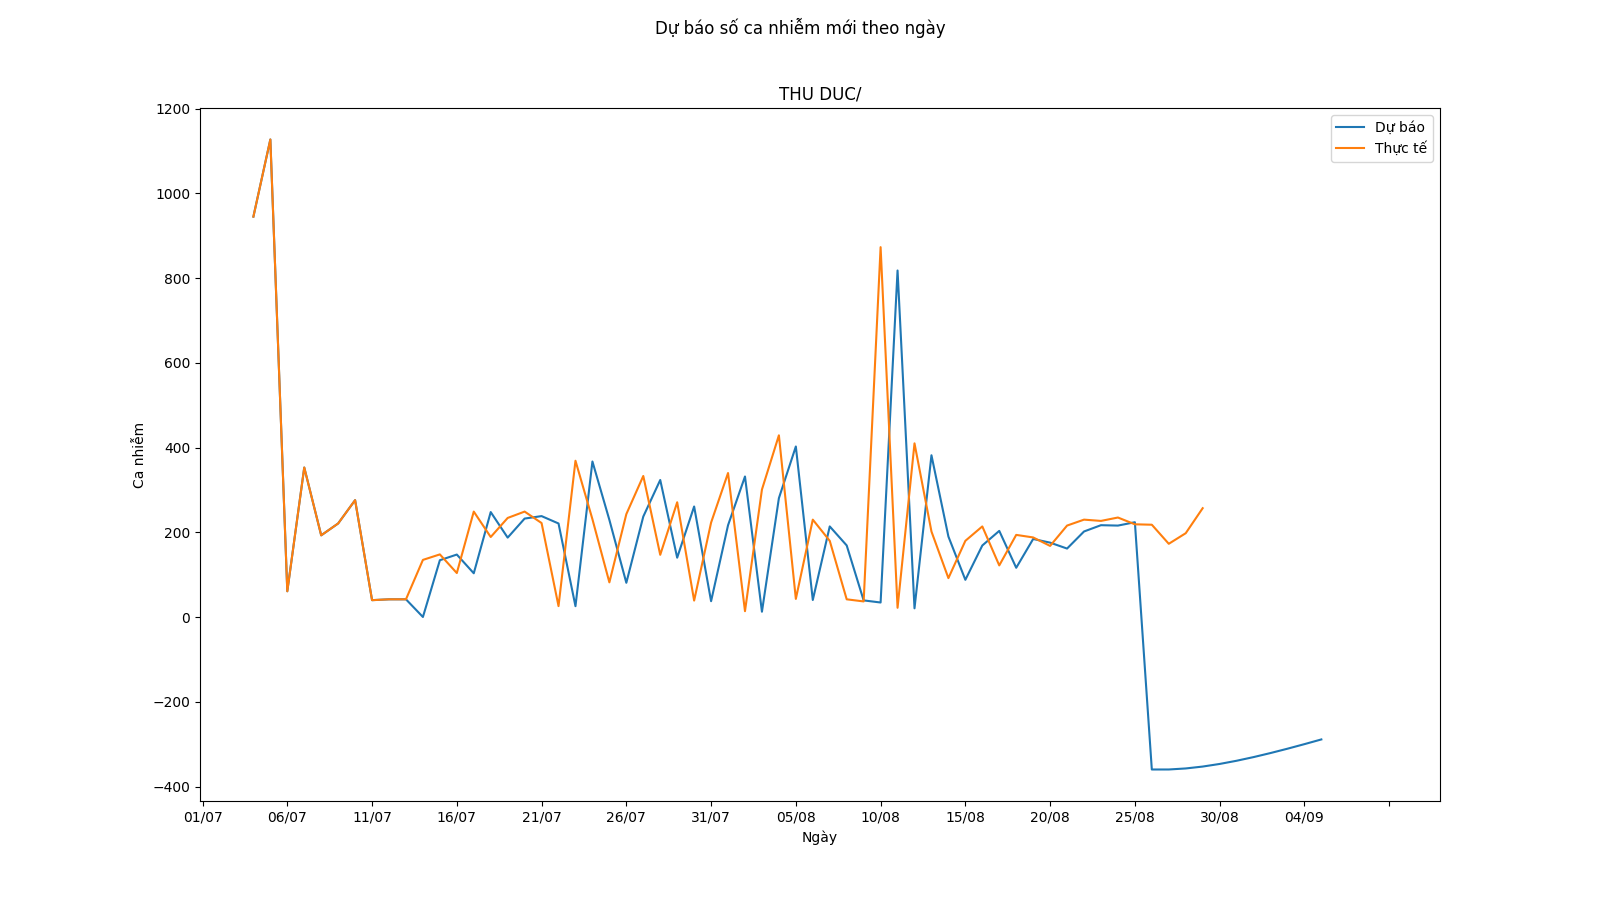 Dự báo số ca nhiễm mới theo ngày
THU DUC/
Dự báo
Thực tế
Ca nhiễm
1200
1000
800
600
400
200
0
−200
−400
01/07 06/07 11/07 16/07 21/07 26/07 31/07 05/08 10/08 15/08 20/08 25/08 30/08 04/09
Ngày